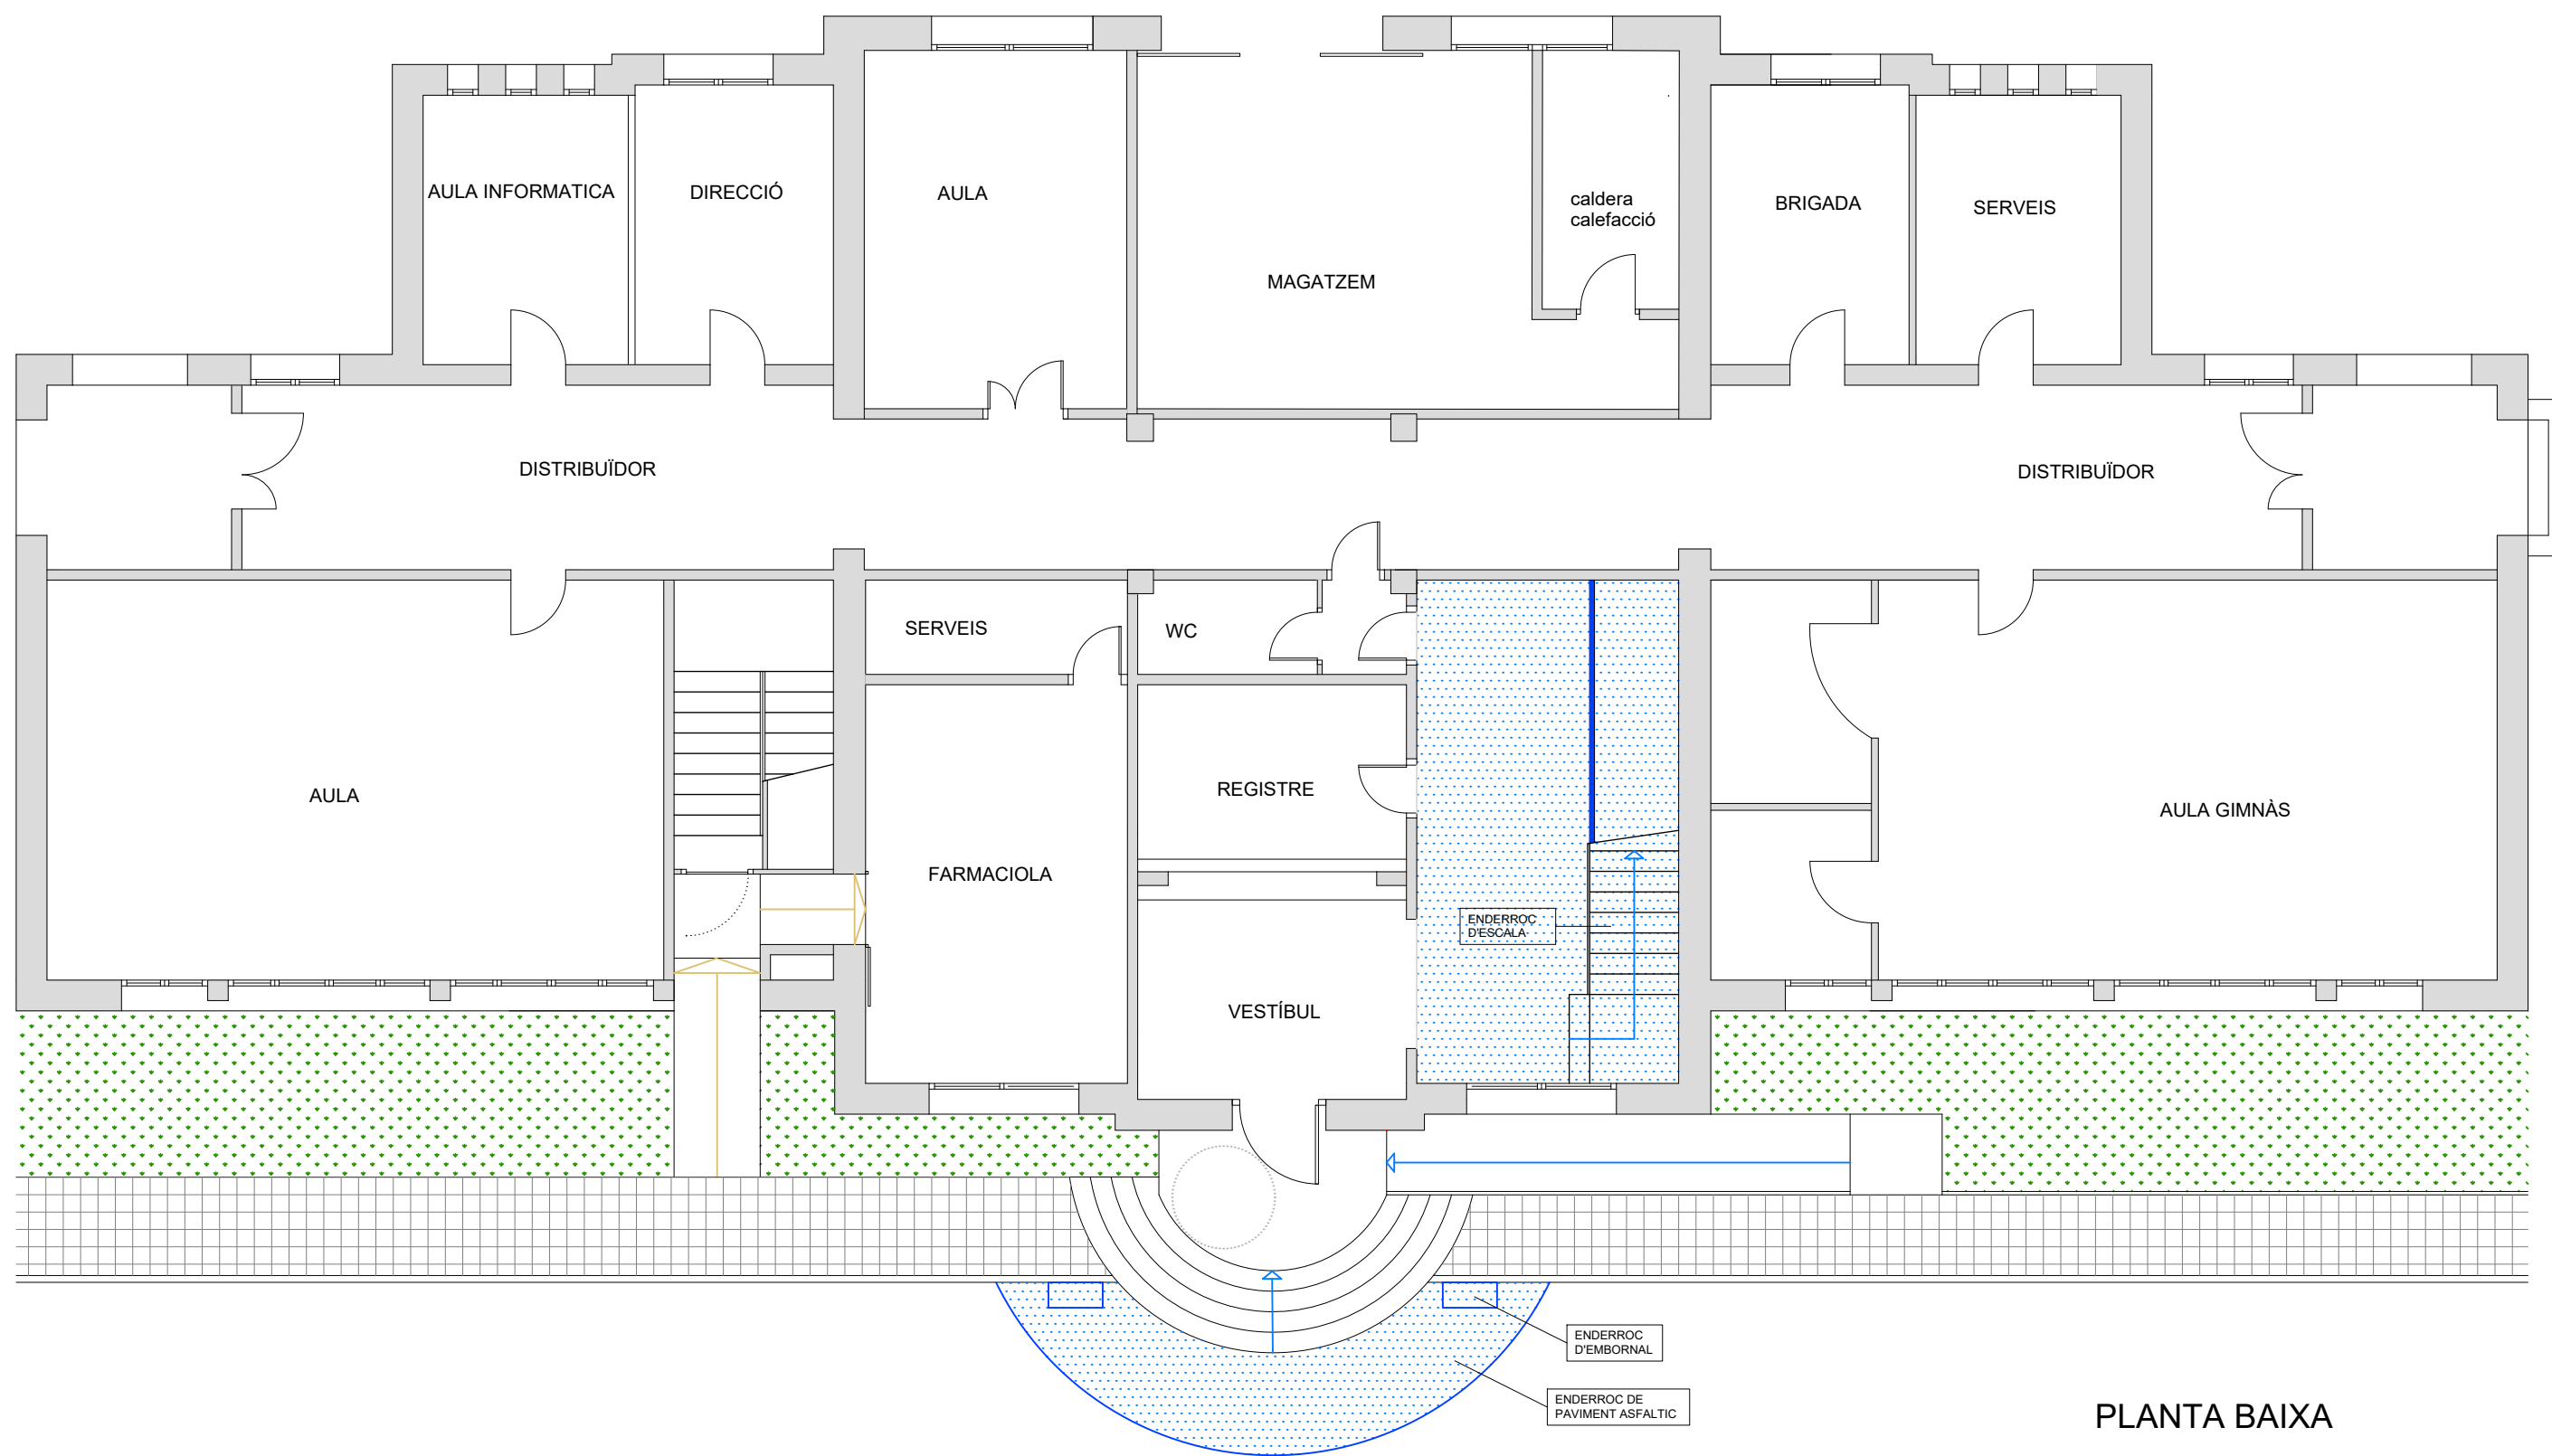 AULA INFORMATICA
DIRECCIÓ
AULA
caldera
calefacció
BRIGADA
SERVEIS
MAGATZEM
DISTRIBUÏDOR
DISTRIBUÏDOR
SERVEIS
WC
REGISTRE
AULA
AULA GIMNÀS
FARMACIOLA
ENDERROC
D'ESCALA
VESTÍBUL
ENDERROC
D'EMBORNAL
ENDERROC DE
PAVIMENT ASFALTIC
PLANTA BAIXA